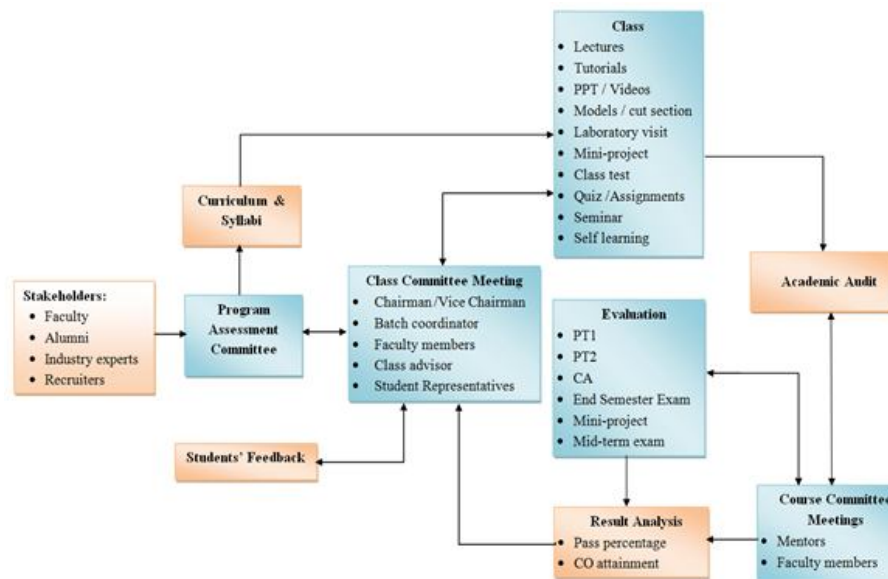 Class
• Lectures
• Tutorials
• PPT / Videos
• Models / cut section
• Laboratory visit
• Mini-project
• Class test
• Quiz /Assignments
• Seminar
• Self learning
Curriculum &
Syllabi
Academic Audit
Stakeholders:
• Faculty
• Alumni
• Industry experts
• Recruiters
Program
Assessment
Committee
Class Committee Meeting
• Chairman /Vice Chairman
• Batch coordinator
• Faculty members
• Class advisor
• Student Representatives
Evaluation
• PT1
• PT2
• CA
• End Semester Exam
• Mini-project
• Mid-term exam
Students' Feedback
Result Analysis
• Pass percentage
• CO attainment
Course Committee
Meetings
• Mentors
• Faculty members